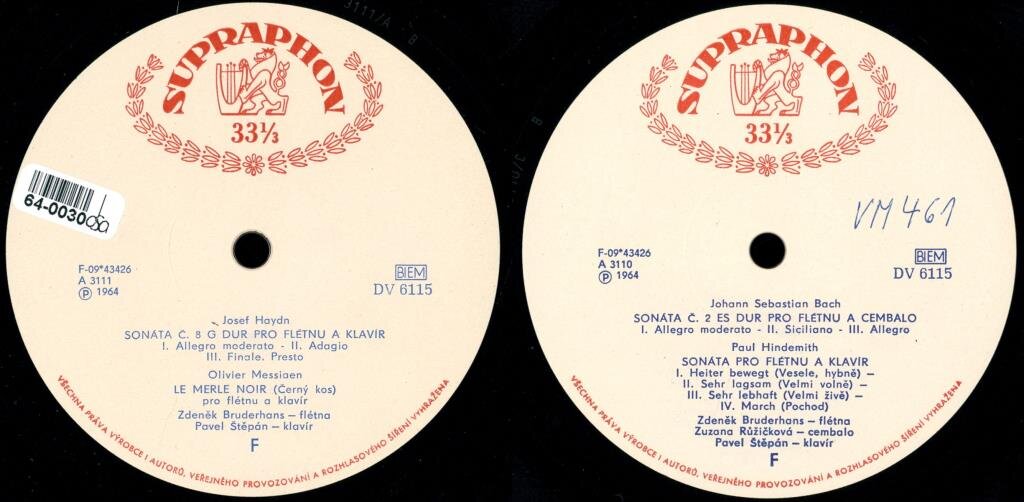 3111/A
SUPRAPHON
33⅓
64-0030
F-09*43426
A 3111
Ⓟ 1964
BIEM
DV 6115
Josef Haydn
SONÁTA Č. 8 G DUR PRO FLÉTNU A KLAVÍR
I. Allegro moderato - II. Adagio
III. Finale. Presto
Olivier Messiaen
LE MERLE NOIR (Černý kos)
pro flétnu a klavír
Zdeněk Bruderhans – flétna
Pavel Štěpán – klavír
F
VŠECHNA PRÁVA VÝROBCE I AUTORŮ, VEŘEJNÉHO PROVOZOVÁNÍ A ROZHLASOVÉHO ŠÍŘENÍ VYHRAŽENA
SUPRAPHON
33⅓
VM 461
F-09*43426
A 3110
Ⓟ 1964
BIEM
DV 6115
Johann Sebastian Bach
SONÁTA Č. 2 ES DUR PRO FLÉTNU A CEMBALO
I. Allegro moderato - II. Siciliano - III. Allegro
Paul Hindemith
SONÁTA PRO FLÉTNU A KLAVÍR
I. Heiter bewegt (Vesele, hybně) –
II. Sehr lagsam (Velmi volně) –
III. Sehr lebhaft (Velmi živě) –
IV. March (Pochod)
Zdeněk Bruderhans – flétna
Zuzana Růžičková – cembalo
Pavel Štěpán – klavír
F
VŠECHNA PRÁVA VÝROBCE I AUTORŮ, VEŘEJNÉHO PROVOZOVÁNÍ A ROZHLASOVÉHO ŠÍŘENÍ VYHRAŽENA